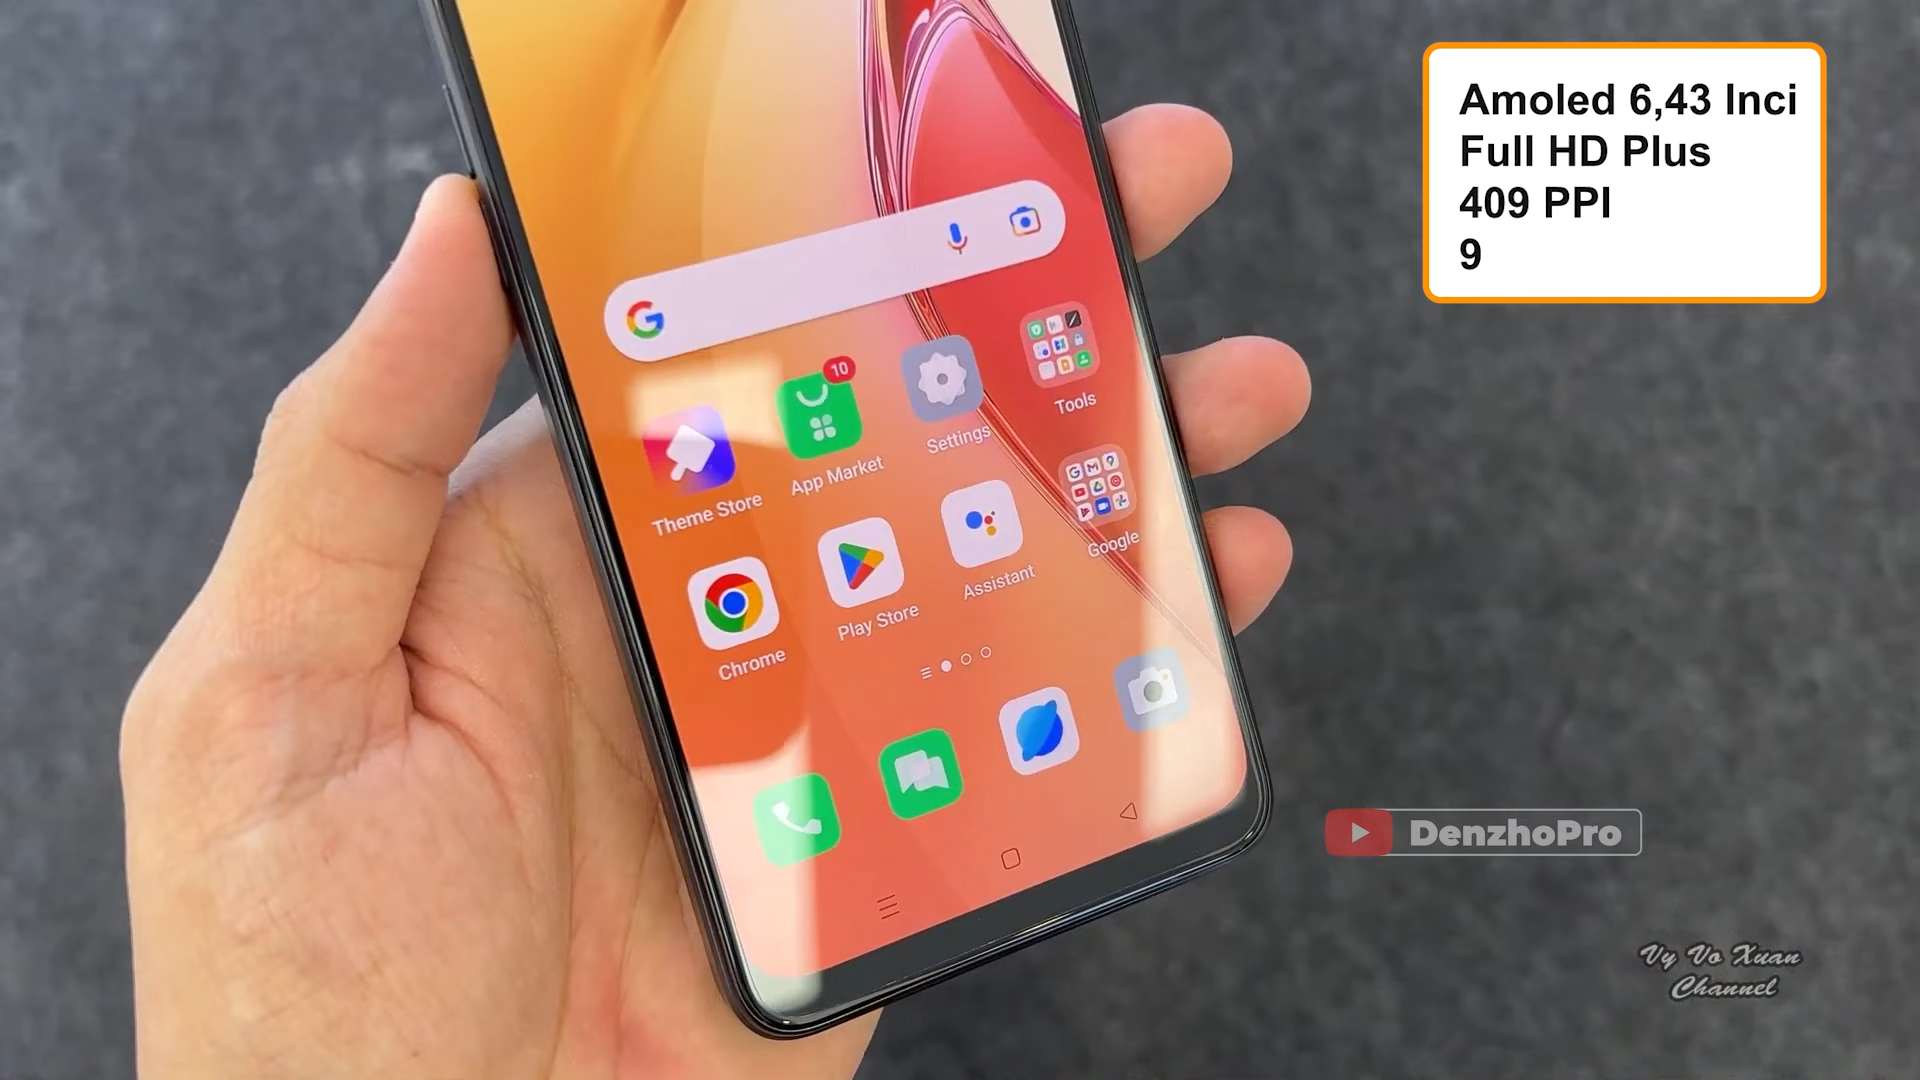 Amoled 6,43 Inci
Full HD Plus
409 PPI
9
10
Tools
Settings
App Market
Theme Store
Google
Assistant
Play Store
Chrome
DenzhoPro
Vy Vo Xuan
Channel